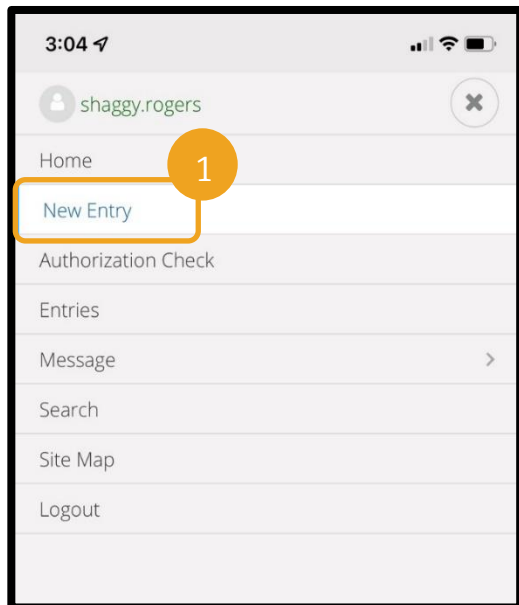 3:04
shaggy.rogers
Home
1
New Entry
Authorization Check
Entries
Message
Search
Site Map
Logout